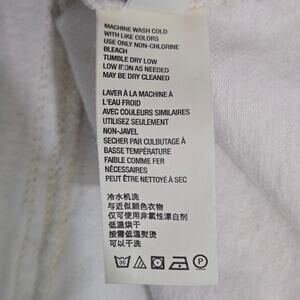 MACHINE WASH COLD
WITH LIKE COLORS
USE ONLY NON-CHLORINE
BLEACH
TUMBLE DRY LOW
LOW IRON AS NEEDED
MAY BE DRY CLEANED
LAVER À LA MACHINE À
L'EAU FROID
AVEC COULEURS SIMILAIRES
UTILISEZ SEULEMENT
NON-JAVEL
SECHER PAR CULBUTAGE À
BASSE TEMPÉRATURE
FAIBLE COMME FER
NÉCESSAIRES
PEUT ÊTRE NETTOYÉ À SEC
冷水机洗
与近似顔色衣物
仅可使用非氯性漂白剂
低温烘干
按需低温熨烫
可以干洗
30
P